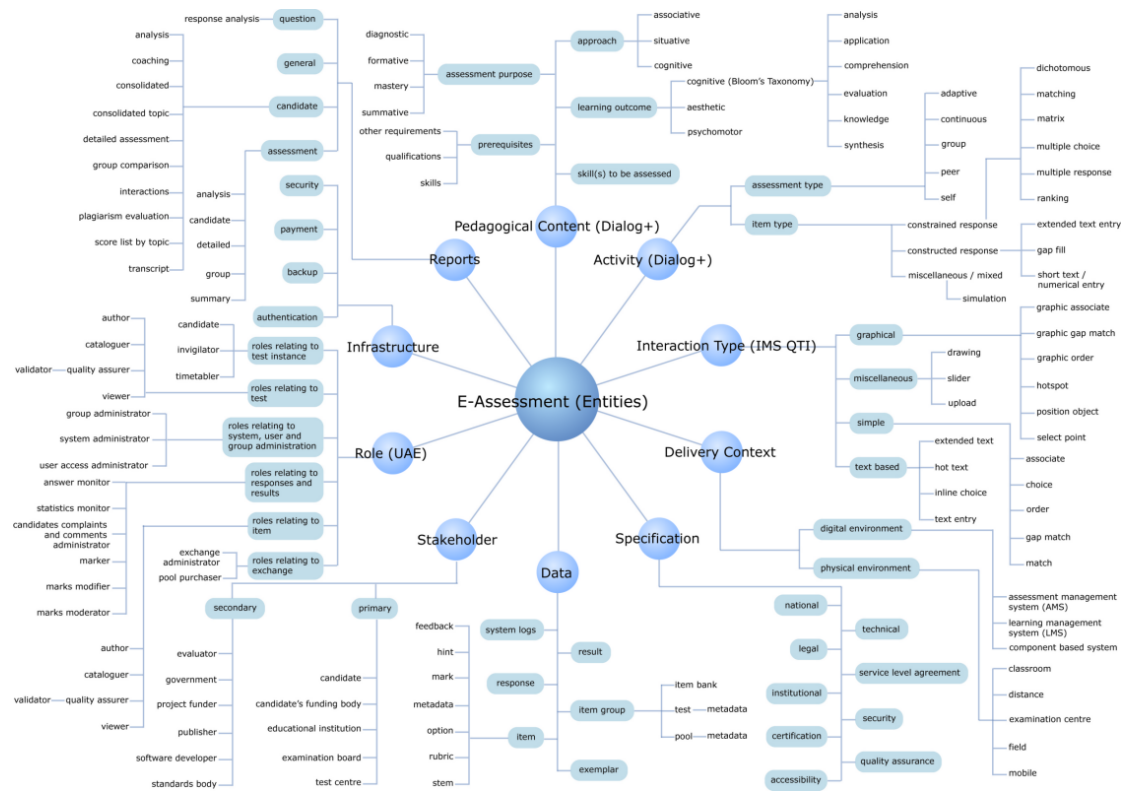 E-Assessment (Entities)
Pedagogical Content (Dialog+)
approach
associative
situative
cognitive
assessment purpose
diagnostic
formative
mastery
summative
learning outcome
cognitive (Bloom's Taxonomy)
analysis
application
comprehension
evaluation
knowledge
synthesis
aesthetic
psychomotor
prerequisites
other requirements
qualifications
skills
skill(s) to be assessed
Activity (Dialog+)
assessment type
adaptive
continuous
group
peer
self
item type
constrained response
dichotomous
matching
matrix
multiple choice
multiple response
ranking
constructed response
extended text entry
gap fill
short text /
numerical entry
miscellaneous / mixed
simulation
Interaction Type (IMS QTI)
graphical
graphic associate
graphic gap match
graphic order
hotspot
position object
select point
miscellaneous
drawing
slider
upload
simple
associate
choice
order
gap match
match
text based
extended text
hot text
inline choice
text entry
Delivery Context
digital environment
assessment management
system (AMS)
learning management
system (LMS)
component based system
physical environment
classroom
distance
examination centre
field
mobile
Specification
national
technical
legal
service level agreement
institutional
security
certification
quality assurance
accessibility
Data
system logs
result
response
item group
item bank
test
metadata
pool
metadata
item
feedback
hint
mark
metadata
option
rubric
stem
exemplar
Stakeholder
secondary
evaluator
government
project funder
publisher
software developer
standards body
primary
candidate
candidate's funding body
educational institution
examination board
test centre
Role (UAE)
roles relating to
test instance
candidate
invigilator
timetabler
roles relating to
test
author
cataloguer
validator
quality assurer
viewer
roles relating to
system, user and
group administration
group administrator
system administrator
user access administrator
roles relating to
responses and
results
answer monitor
statistics monitor
candidates complaints
and comments
administrator
marker
marks modifier
marks moderator
roles relating to
item
author
cataloguer
validator
quality assurer
viewer
roles relating to
exchange
exchange
administrator
pool purchaser
Infrastructure
security
payment
backup
authentication
Reports
question
response analysis
general
candidate
analysis
coaching
consolidated
consolidated topic
detailed assessment
group comparison
interactions
plagiarism evaluation
score list by topic
transcript
assessment
analysis
candidate
detailed
group
summary